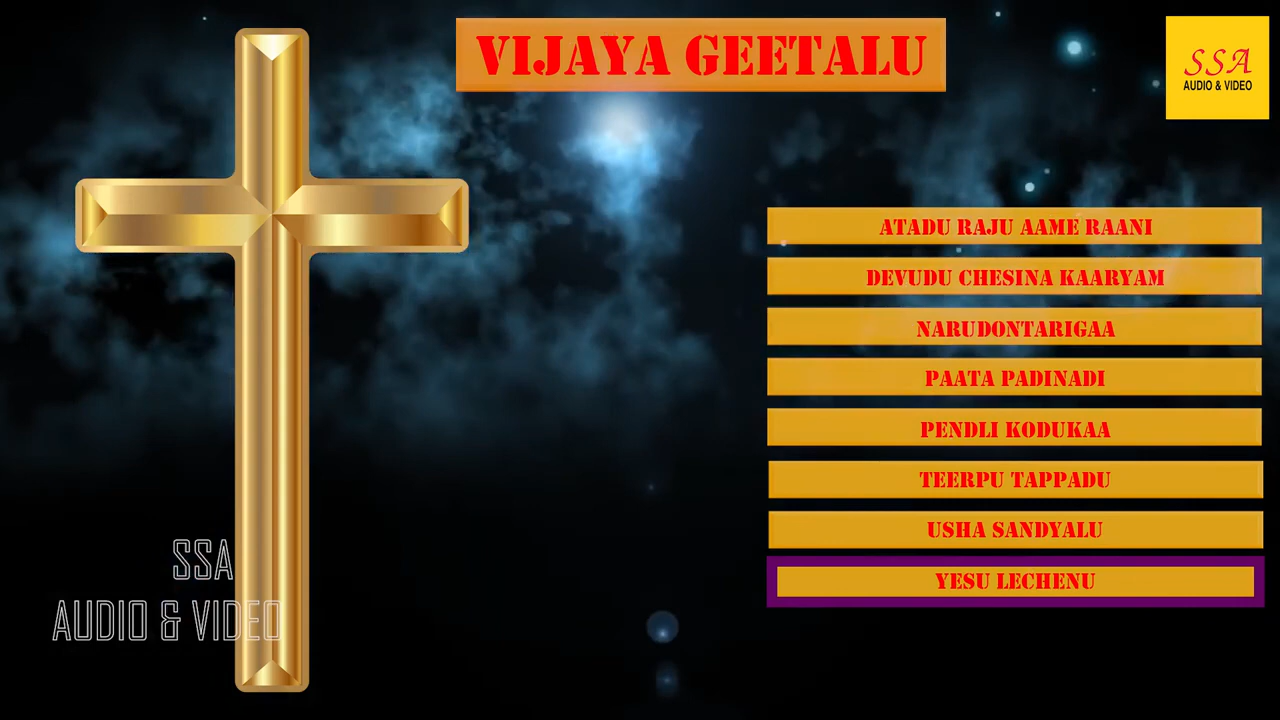 VIJAYA GEETALU
SSA
AUDIO & VIDEO
ATADU RAJU AAME RAANI
DEVUDU CHESINA KAARYAM
NARUDONTARIGAA
PAATA PADINADI
PENDLI KODUKAA
TEERPU TAPPADU
USHA SANDYALU
YESU LECHENU
SSA
AUDIO & VIDEO